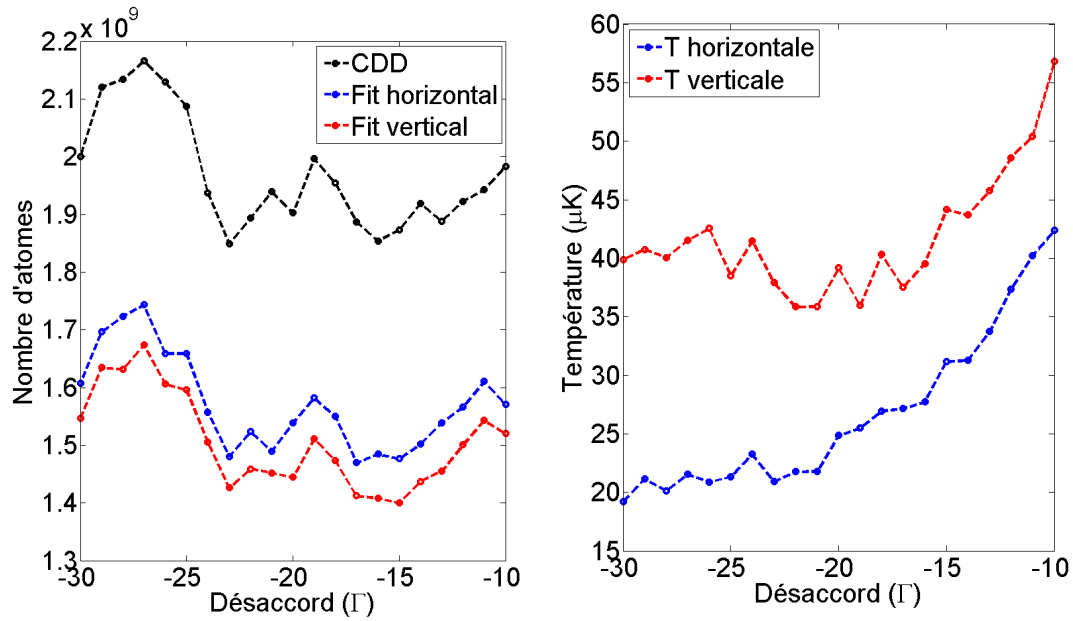 x 10⁹
2.2
2.1
2
1.9
1.8
1.7
1.6
1.5
1.4
1.3
-30 -25 -20 -15 -10
Nombre d'atomes
Désaccord (Γ)
CDD
Fit horizontal
Fit vertical
60
55
50
45
40
35
30
25
20
15
-30 -25 -20 -15 -10
Température (μK)
Désaccord (Γ)
T horizontale
T verticale